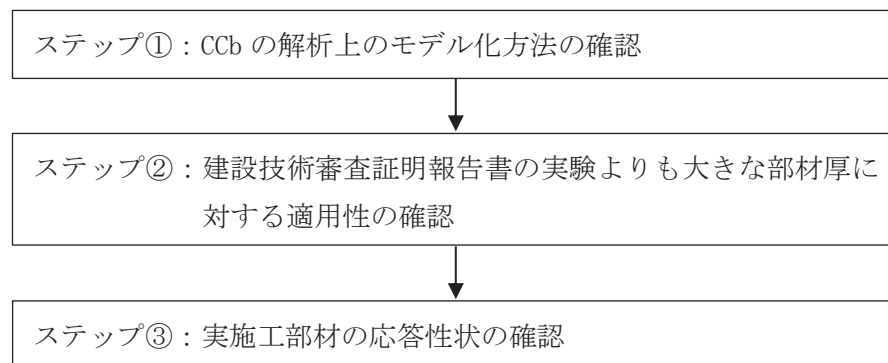 ステップ①：CCb の解析上のモデル化方法の確認
ステップ②：建設技術審査証明報告書の実験よりも大きな部材厚に
対する適用性の確認
ステップ③：実施工部材の応答性状の確認